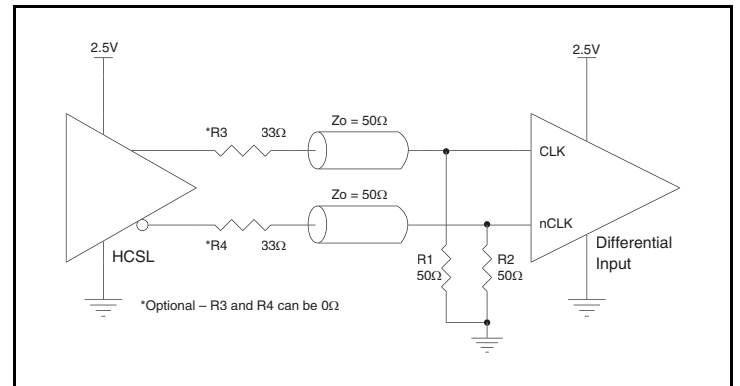 2.5V
2.5V
*R3 33Ω
Zo = 50Ω
CLK
Zo = 50Ω
nCLK
*R4 33Ω
HCSL
R1
50Ω
R2
50Ω
Differential
Input
*Optional – R3 and R4 can be 0Ω